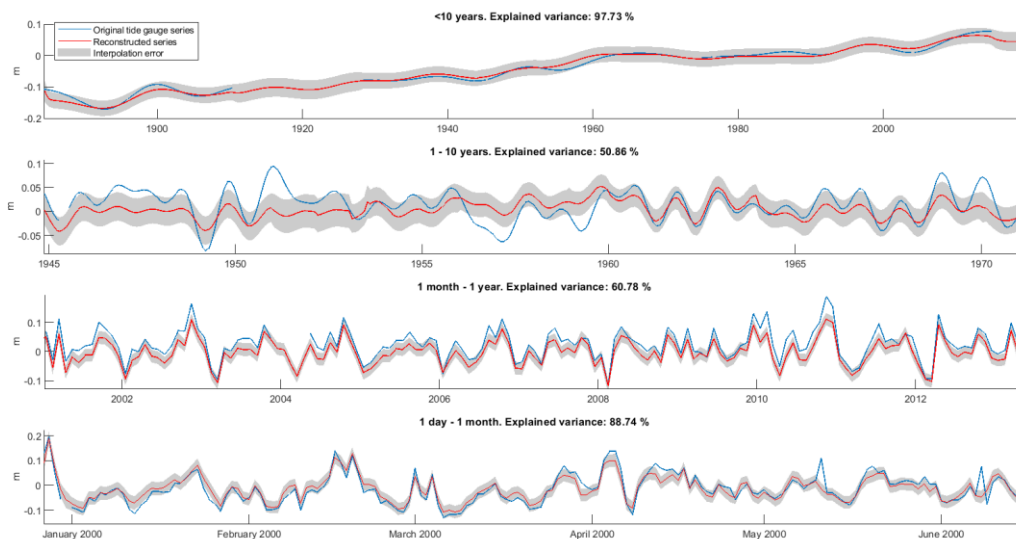 <10 years. Explained variance: 97.73 %
Original tide gauge series
Reconstructed series
Interpolation error
0.1
0
-0.1
-0.2
m
1900 1920 1940 1960 1980 2000
1 - 10 years. Explained variance: 50.86 %
0.1
0.05
0
-0.05
m
1945 1950 1955 1960 1965 1970
1 month - 1 year. Explained variance: 60.78 %
0.1
0
-0.1
m
2002 2004 2006 2008 2010 2012
1 day - 1 month. Explained variance: 88.74 %
0.2
0.1
0
-0.1
m
January 2000 February 2000 March 2000 April 2000 May 2000 June 2000